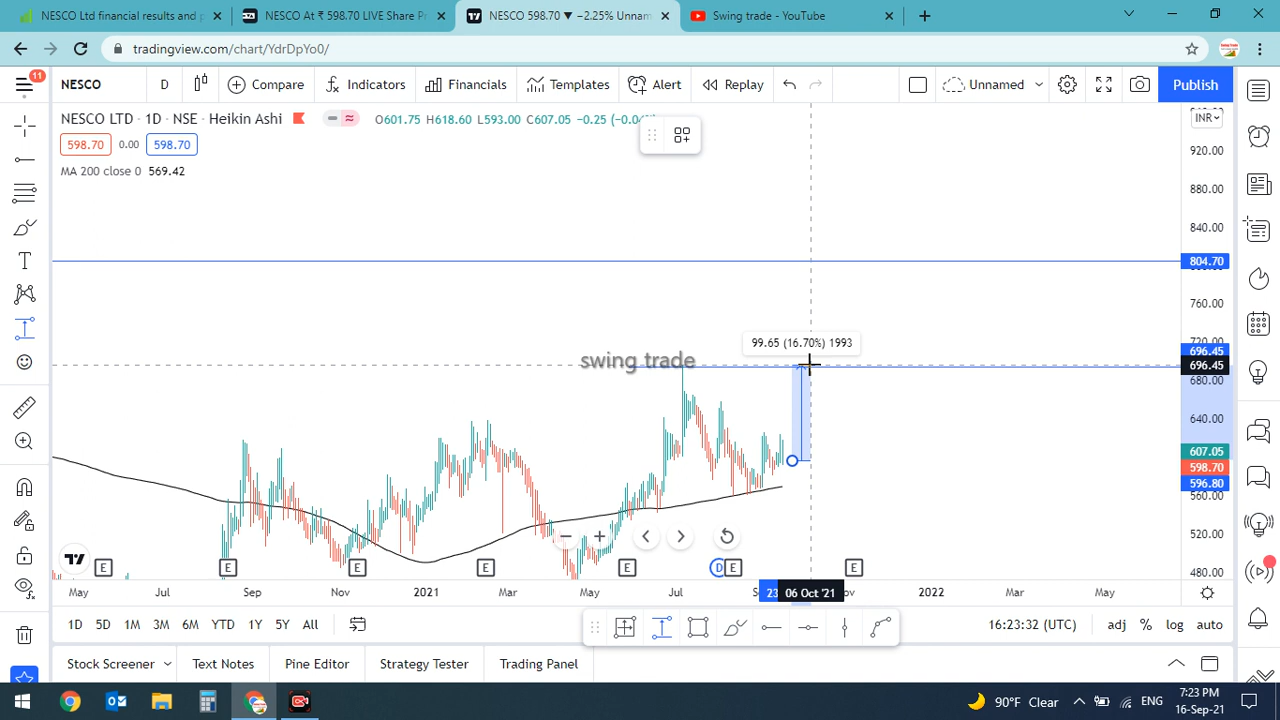 NESCO Ltd financial results and p
NESCO At ₹ 598.70 LIVE Share P
NESCO 598.70 ▼ −2.25% Unnam
Swing trade - YouTube
tradingview.com/chart/YdrDpYo0/
11
NESCO
D
Compare
Indicators
Financials
Templates
Alert
Replay
Unnamed
Publish
NESCO LTD · 1D · NSE · Heikin Ashi
O601.75 H618.60 L593.00 C607.05 −0.25 (−0.04%)
INR
598.70
0.00
598.70
MA 200 close 0 569.42
920.00
880.00
840.00
804.70
760.00
720.00
696.45
696.45
680.00
640.00
607.05
598.70
596.80
560.00
520.00
480.00
99.65 (16.70%) 1993
swing trade
E
E
E
E
E
D
E
E
May
Jul
Sep
Nov
2021
Mar
May
Jul
23
06 Oct '21
2022
Mar
May
1D
5D
1M
3M
6M
YTD
1Y
5Y
All
16:23:32 (UTC)
adj
%
log
auto
Stock Screener
Text Notes
Pine Editor
Strategy Tester
Trading Panel
90°F Clear
ENG
7:23 PM
16-Sep-21